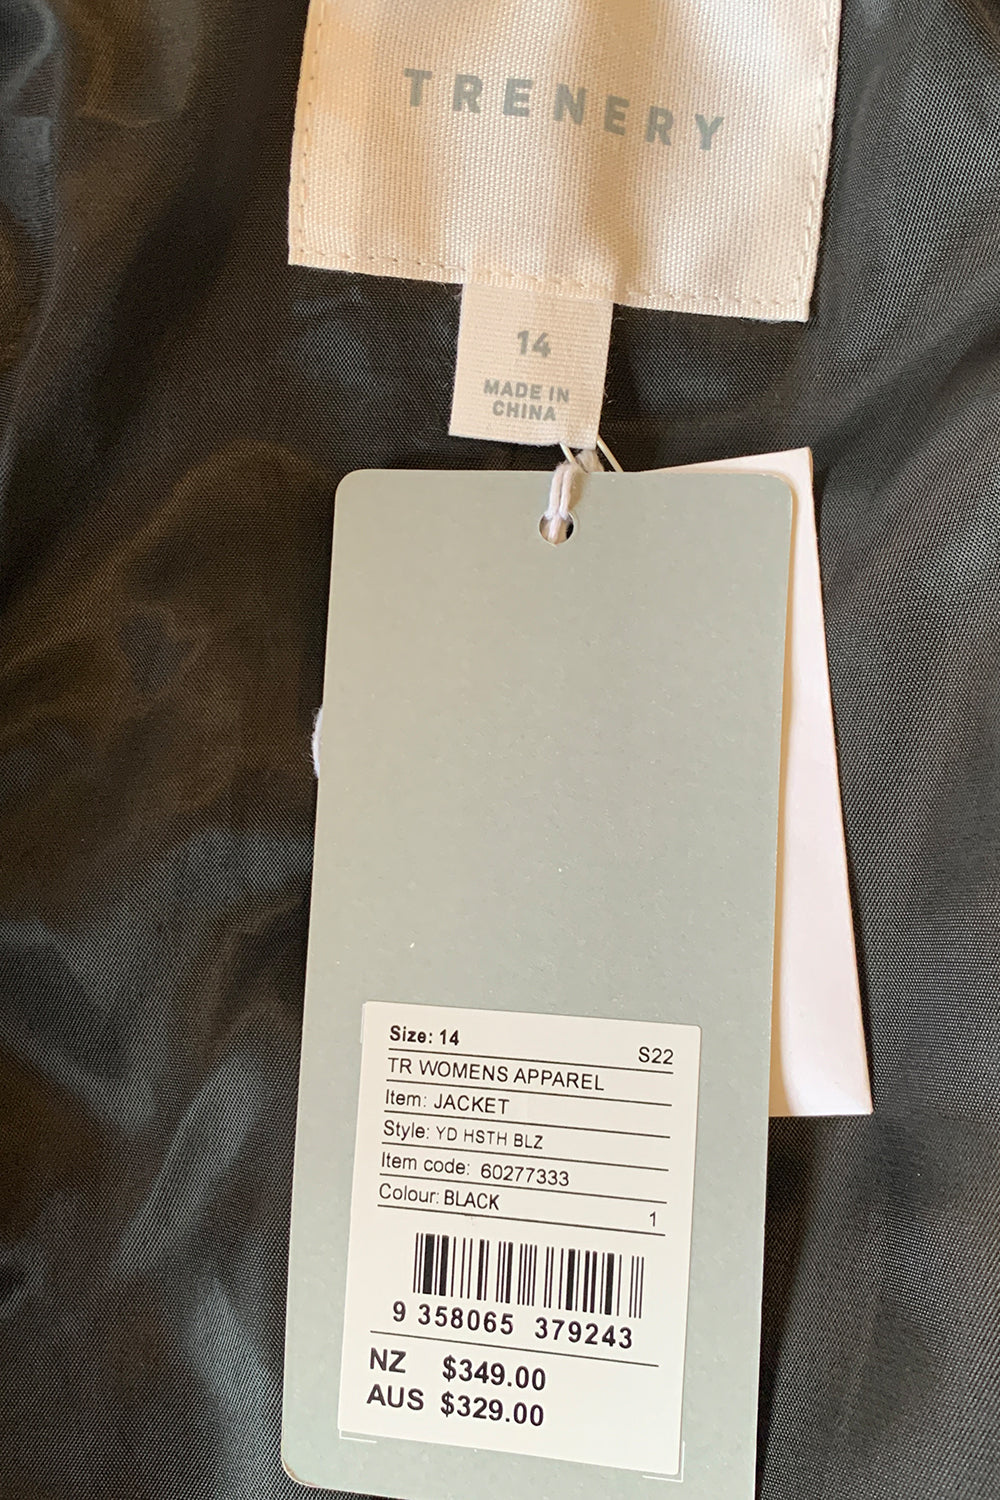 TRENERY
14
MADE IN
CHINA
Size: 14
S22
TR WOMENS APPAREL
Item: JACKET
Style: YD HSTH BLZ
Item code: 60277333
Colour: BLACK
1
9 358065 379243
NZ $349.00
AUS $329.00